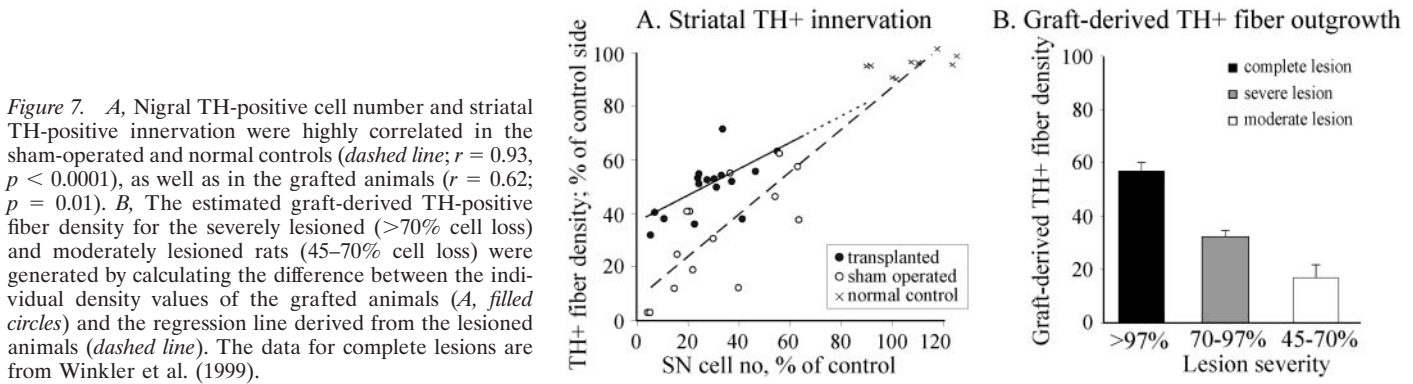 Figure 7. A, Nigral TH-positive cell number and striatal
TH-positive innervation were highly correlated in the
sham-operated and normal controls (dashed line; r = 0.93,
p < 0.0001), as well as in the grafted animals (r = 0.62;
p = 0.01). B, The estimated graft-derived TH-positive
fiber density for the severely lesioned (>70% cell loss)
and moderately lesioned rats (45–70% cell loss) were
generated by calculating the difference between the indi-
vidual density values of the grafted animals (A, filled
circles) and the regression line derived from the lesioned
animals (dashed line). The data for complete lesions are
from Winkler et al. (1999).
A. Striatal TH+ innervation
TH+ fiber density; % of control side
100
80
60
40
20
0
0 20 40 60 80 100 120
SN cell no, % of control
transplanted
sham operated
normal control
B. Graft-derived TH+ fiber outgrowth
Graft-derived TH+ fiber density
100
80
60
40
20
0
complete lesion
severe lesion
moderate lesion
>97% 70-97% 45-70%
Lesion severity